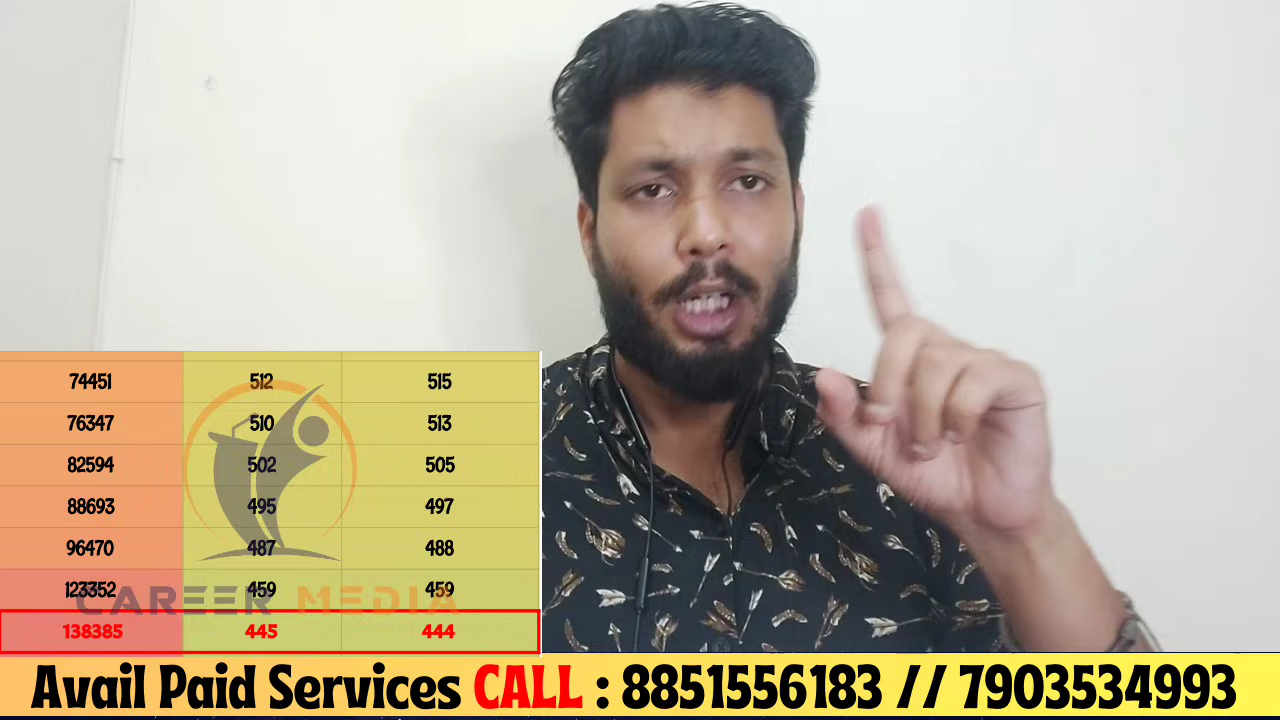 74451 512 515
76347 510 513
82594 502 505
88693 495 497
96470 487 488
123352 459 459
CAREER MEDIA
138385 445 444
Avail Paid Services CALL : 8851556183 // 7903534993